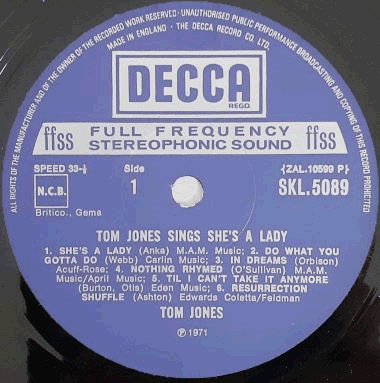 ALL RIGHTS OF THE MANUFACTURER AND OF THE OWNER OF THE RECORDED WORK RESERVED · UNAUTHORISED PUBLIC PERFORMANCE BROADCASTING AND COPYING OF THIS RECORD PROHIBITED
MADE IN ENGLAND · THE DECCA RECORD CO. LTD.
DECCA
REGD.
ffss FULL FREQUENCY ffss
STEREOPHONIC SOUND
SPEED 33-⅓ Side (ZAL.10599 P)
N.C.B. 1 SKL.5089
Britico., Gema
TOM JONES SINGS SHE'S A LADY
1. SHE'S A LADY (Anka) M.A.M. Music; 2. DO WHAT YOU
GOTTA DO (Webb) Carlin Music; 3. IN DREAMS (Orbison)
Acuff-Rose; 4. NOTHING RHYMED (O'Sullivan) M.A.M.
Music/April Music; 5. 'TIL I CAN'T TAKE IT ANYMORE
(Burton, Otis) Eden Music; 6. RESURRECTION
SHUFFLE (Ashton) Edwards Coletta/Feldman
TOM JONES
℗ 1971